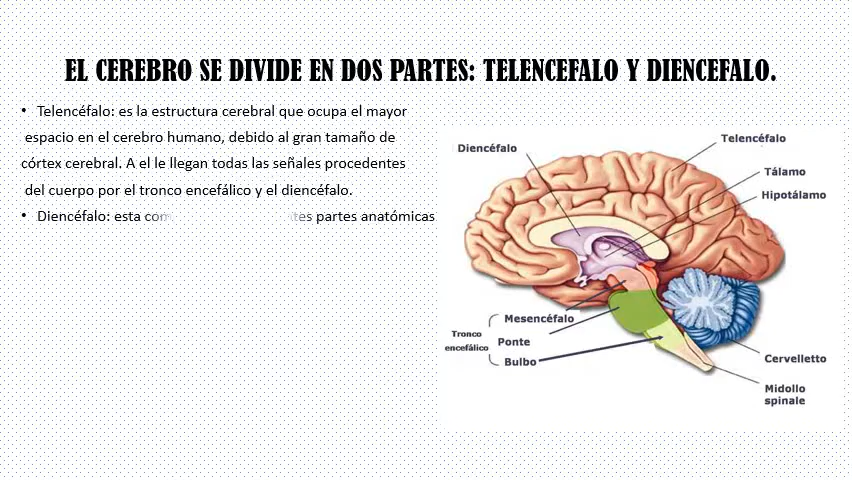 EL CEREBRO SE DIVIDE EN DOS PARTES: TELENCEFALO Y DIENCEFALO.
• Telencéfalo: es la estructura cerebral que ocupa el mayor
espacio en el cerebro humano, debido al gran tamaño de
córtex cerebral. A el le llegan todas las señales procedentes
del cuerpo por el tronco encefálico y el diencéfalo.
• Diencéfalo: esta partes anatómicas
Diencéfalo
Telencéfalo
Tálamo
Hipotálamo
Mesencéfalo
Tronco
encefálico
Ponte
Bulbo
Cervelletto
Midollo
spinale